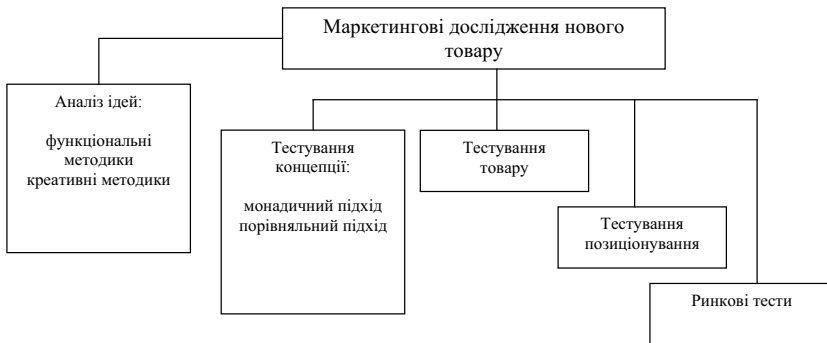 Маркетингові дослідження нового
товару
Аналіз ідей:
функціональні
методики
креативні методики
Тестування
концепції:
монадичний підхід
порівняльний підхід
Тестування
товару
Тестування
позиціонування
Ринкові тести